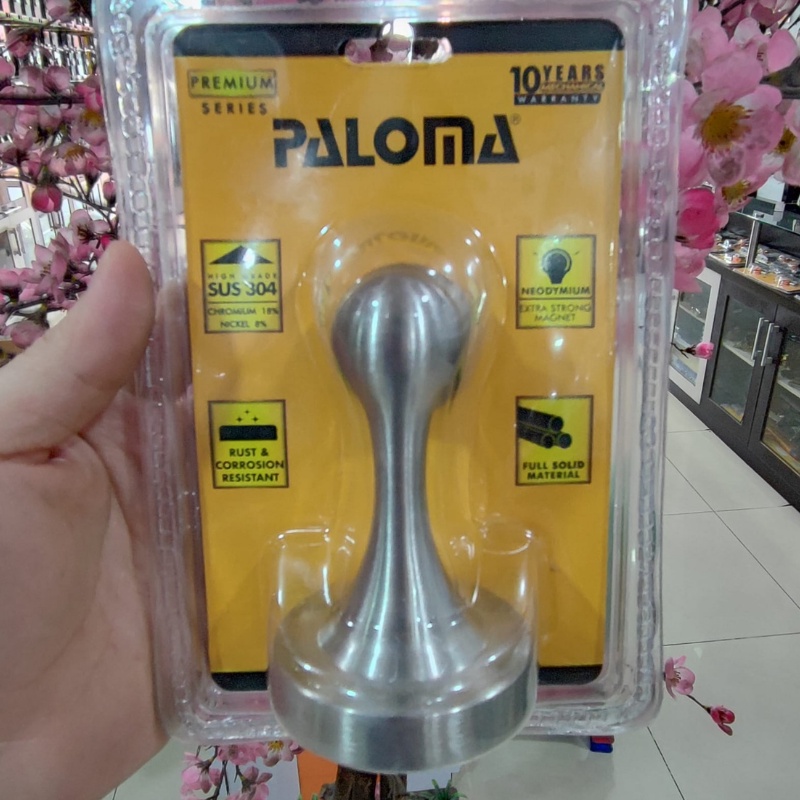 PREMIUM
SERIES
10 YEARS
MECHANICAL
WARRANTY
PALOMA®
HIGH GRADE
SUS 304
CHROMIUM 18%
NICKEL 8%
NEODYMIUM
EXTRA STRONG
MAGNET
RUST &
CORROSION
RESISTANT
FULL SOLID
MATERIAL